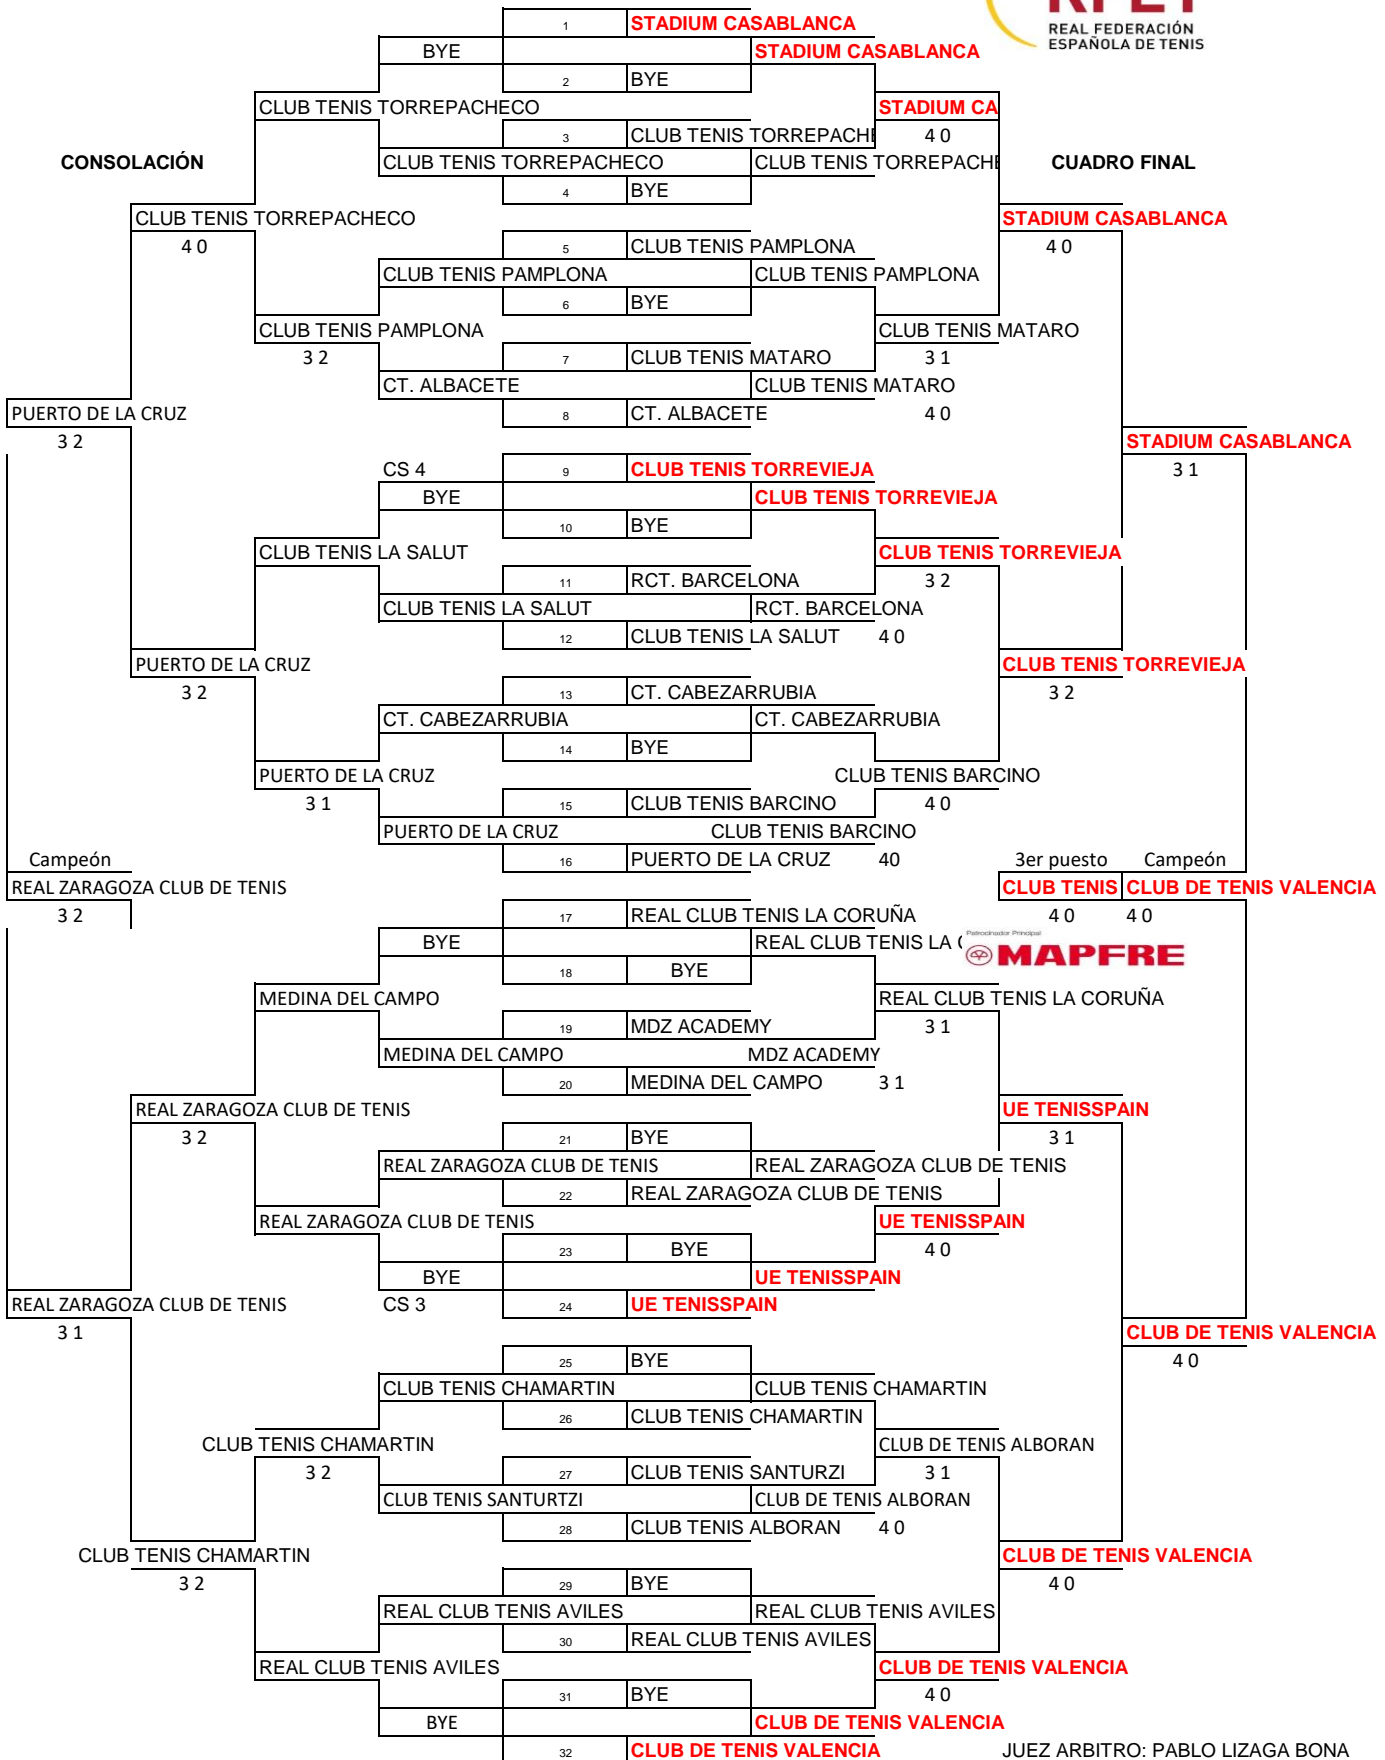 RFET
1 STADIUM CASABLANCA
REAL FEDERACIÓN
ESPAÑOLA DE TENIS
BYE STADIUM CASABLANCA
2 BYE
CLUB TENIS TORREPACHECO STADIUM CA
3 CLUB TENIS TORREPACHE 4 0
CONSOLACIÓN CLUB TENIS TORREPACHECO CLUB TENIS TORREPACHE CUADRO FINAL
4 BYE
CLUB TENIS TORREPACHECO STADIUM CASABLANCA
4 0 5 CLUB TENIS PAMPLONA 4 0
CLUB TENIS PAMPLONA CLUB TENIS PAMPLONA
6 BYE
CLUB TENIS PAMPLONA CLUB TENIS MATARO
3 2 7 CLUB TENIS MATARO 3 1
CT. ALBACETE CLUB TENIS MATARO
PUERTO DE LA CRUZ 8 CT. ALBACETE 4 0
3 2 STADIUM CASABLANCA
CS 4 9 CLUB TENIS TORREVIEJA 3 1
BYE CLUB TENIS TORREVIEJA
10 BYE
CLUB TENIS LA SALUT CLUB TENIS TORREVIEJA
11 RCT. BARCELONA 3 2
CLUB TENIS LA SALUT RCT. BARCELONA
12 CLUB TENIS LA SALUT 4 0
PUERTO DE LA CRUZ CLUB TENIS TORREVIEJA
3 2 13 CT. CABEZARRUBIA 3 2
CT. CABEZARRUBIA CT. CABEZARRUBIA
14 BYE
PUERTO DE LA CRUZ CLUB TENIS BARCINO
3 1 15 CLUB TENIS BARCINO 4 0
PUERTO DE LA CRUZ CLUB TENIS BARCINO
Campeón 16 PUERTO DE LA CRUZ 40 3er puesto Campeón
REAL ZARAGOZA CLUB DE TENIS CLUB TENIS CLUB DE TENIS VALENCIA
3 2 17 REAL CLUB TENIS LA CORUÑA 4 0 4 0
Patrocinador Principal
BYE REAL CLUB TENIS LA C MAPFRE
18 BYE
MEDINA DEL CAMPO REAL CLUB TENIS LA CORUÑA
19 MDZ ACADEMY 3 1
MEDINA DEL CAMPO MDZ ACADEMY
20 MEDINA DEL CAMPO 3 1
REAL ZARAGOZA CLUB DE TENIS UE TENISSPAIN
3 2 21 BYE 3 1
REAL ZARAGOZA CLUB DE TENIS REAL ZARAGOZA CLUB DE TENIS
22 REAL ZARAGOZA CLUB DE TENIS
REAL ZARAGOZA CLUB DE TENIS UE TENISSPAIN
23 BYE 4 0
BYE UE TENISSPAIN
REAL ZARAGOZA CLUB DE TENIS CS 3 24 UE TENISSPAIN
3 1 CLUB DE TENIS VALENCIA
25 BYE 4 0
CLUB TENIS CHAMARTIN CLUB TENIS CHAMARTIN
26 CLUB TENIS CHAMARTIN
CLUB TENIS CHAMARTIN CLUB DE TENIS ALBORAN
3 2 27 CLUB TENIS SANTURZI 3 1
CLUB TENIS SANTURTZI CLUB DE TENIS ALBORAN
28 CLUB TENIS ALBORAN 4 0
CLUB TENIS CHAMARTIN CLUB DE TENIS VALENCIA
3 2 29 BYE 4 0
REAL CLUB TENIS AVILES REAL CLUB TENIS AVILES
30 REAL CLUB TENIS AVILES
REAL CLUB TENIS AVILES CLUB DE TENIS VALENCIA
31 BYE 4 0
BYE CLUB DE TENIS VALENCIA
32 CLUB DE TENIS VALENCIA JUEZ ARBITRO: PABLO LIZAGA BONA